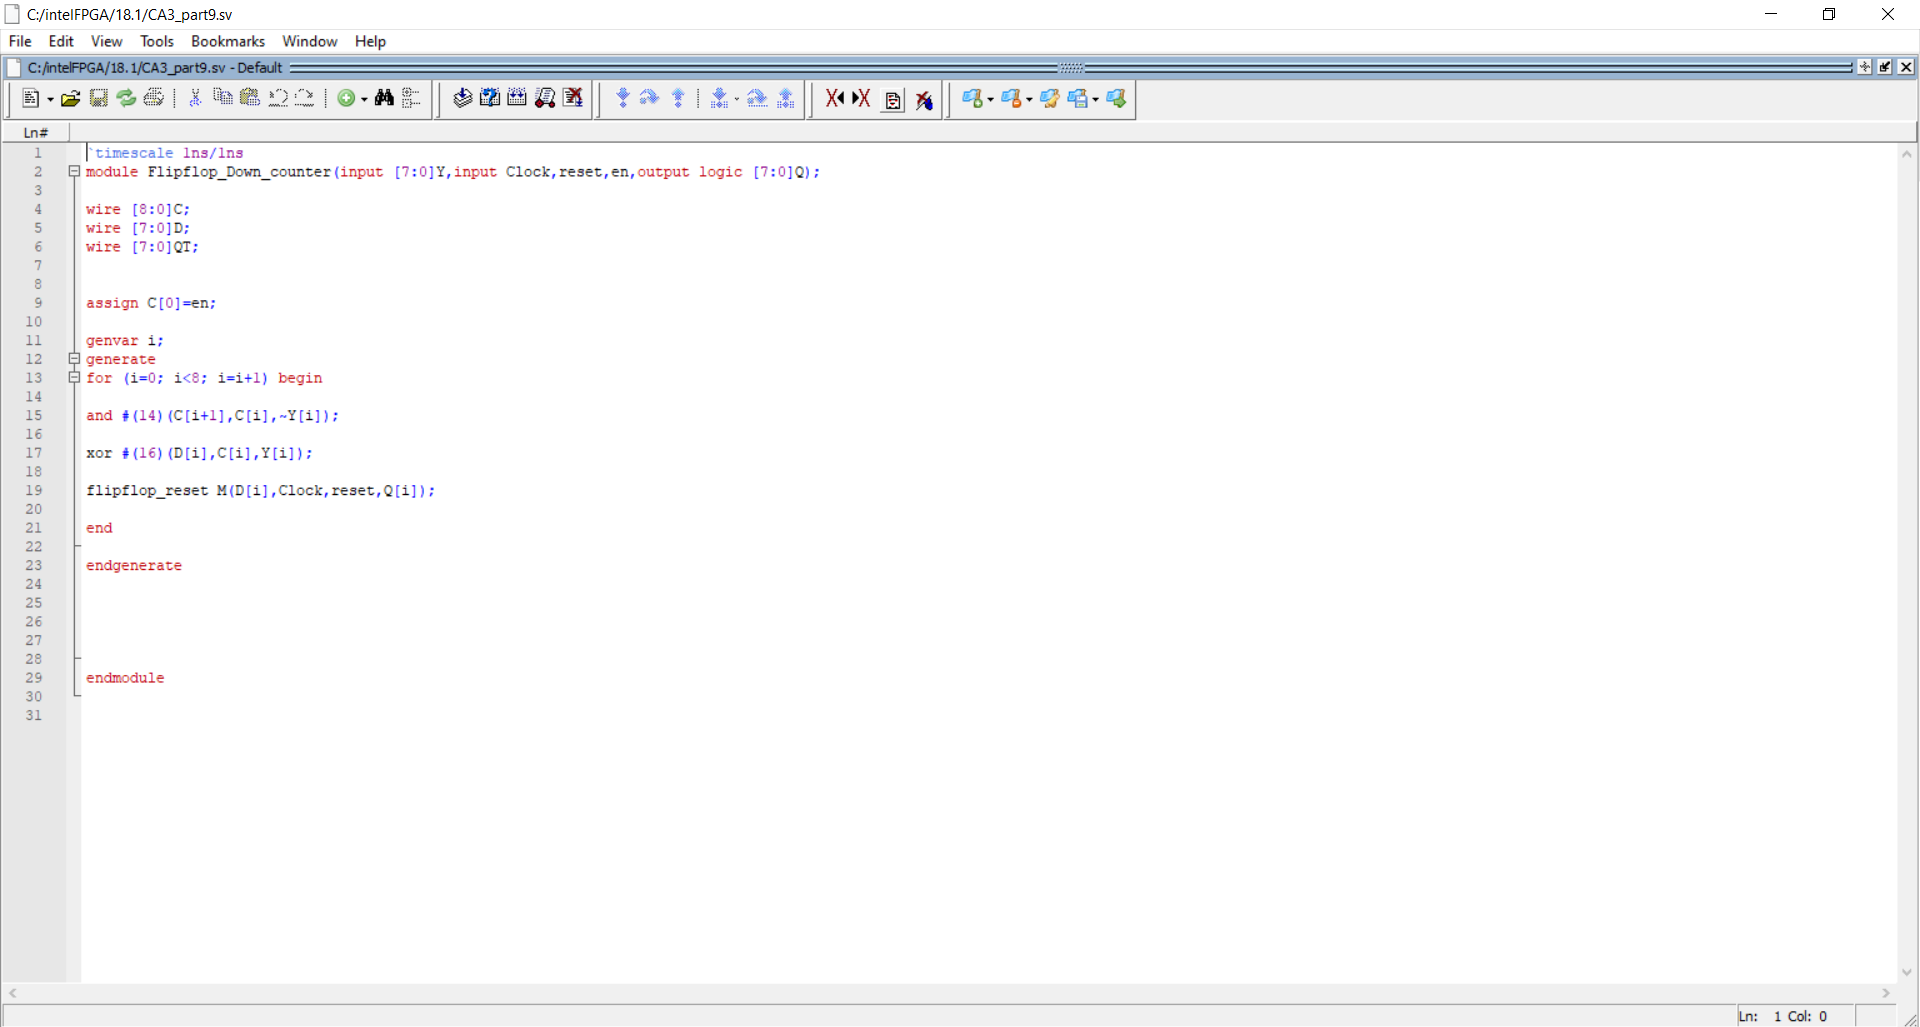 C:/intelFPGA/18.1/CA3_part9.sv
File Edit View Tools Bookmarks Window Help
C:/intelFPGA/18.1/CA3_part9.sv - Default
Ln#
1 `timescale 1ns/1ns
2 module Flipflop_Down_counter(input [7:0]Y,input Clock,reset,en,output logic [7:0]Q);
3
4 wire [8:0]C;
5 wire [7:0]D;
6 wire [7:0]QT;
7
8
9 assign C[0]=en;
10
11 genvar i;
12 generate
13 for (i=0; i<8; i=i+1) begin
14
15 and #(14)(C[i+1],C[i],~Y[i]);
16
17 xor #(16)(D[i],C[i],Y[i]);
18
19 flipflop_reset M(D[i],Clock,reset,Q[i]);
20
21 end
22
23 endgenerate
24
25
26
27
28
29 endmodule
30
31
Ln: 1 Col: 0